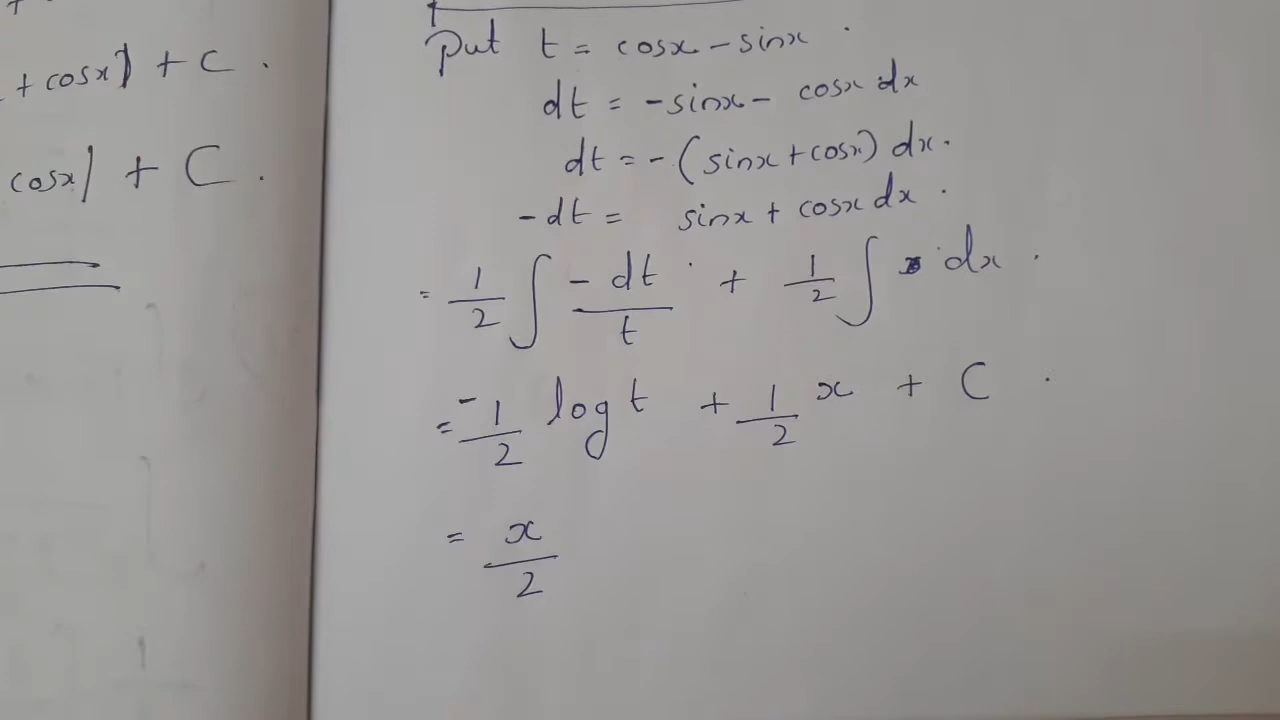 + cosx) + C .
cosx| + C .
Put t = cosx - sinx .
dt = -sinx - cosx dx
dt = - (sinx + cosx) dx .
-dt = sinx + cosx dx .
= 1/2 ∫ -dt/t + 1/2 ∫ dx .
= -1/2 log t + 1/2 x + C .
= x/2